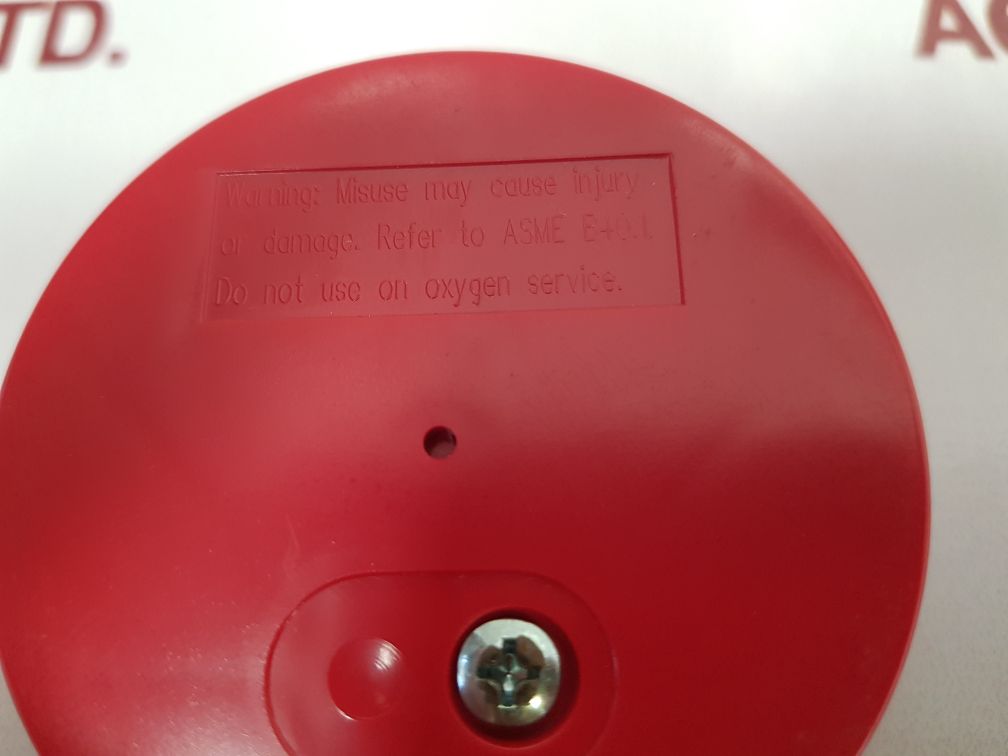 TD.
AC
Warning: Misuse may cause injury
or damage. Refer to ASME B40.1.
Do not use on oxygen service.